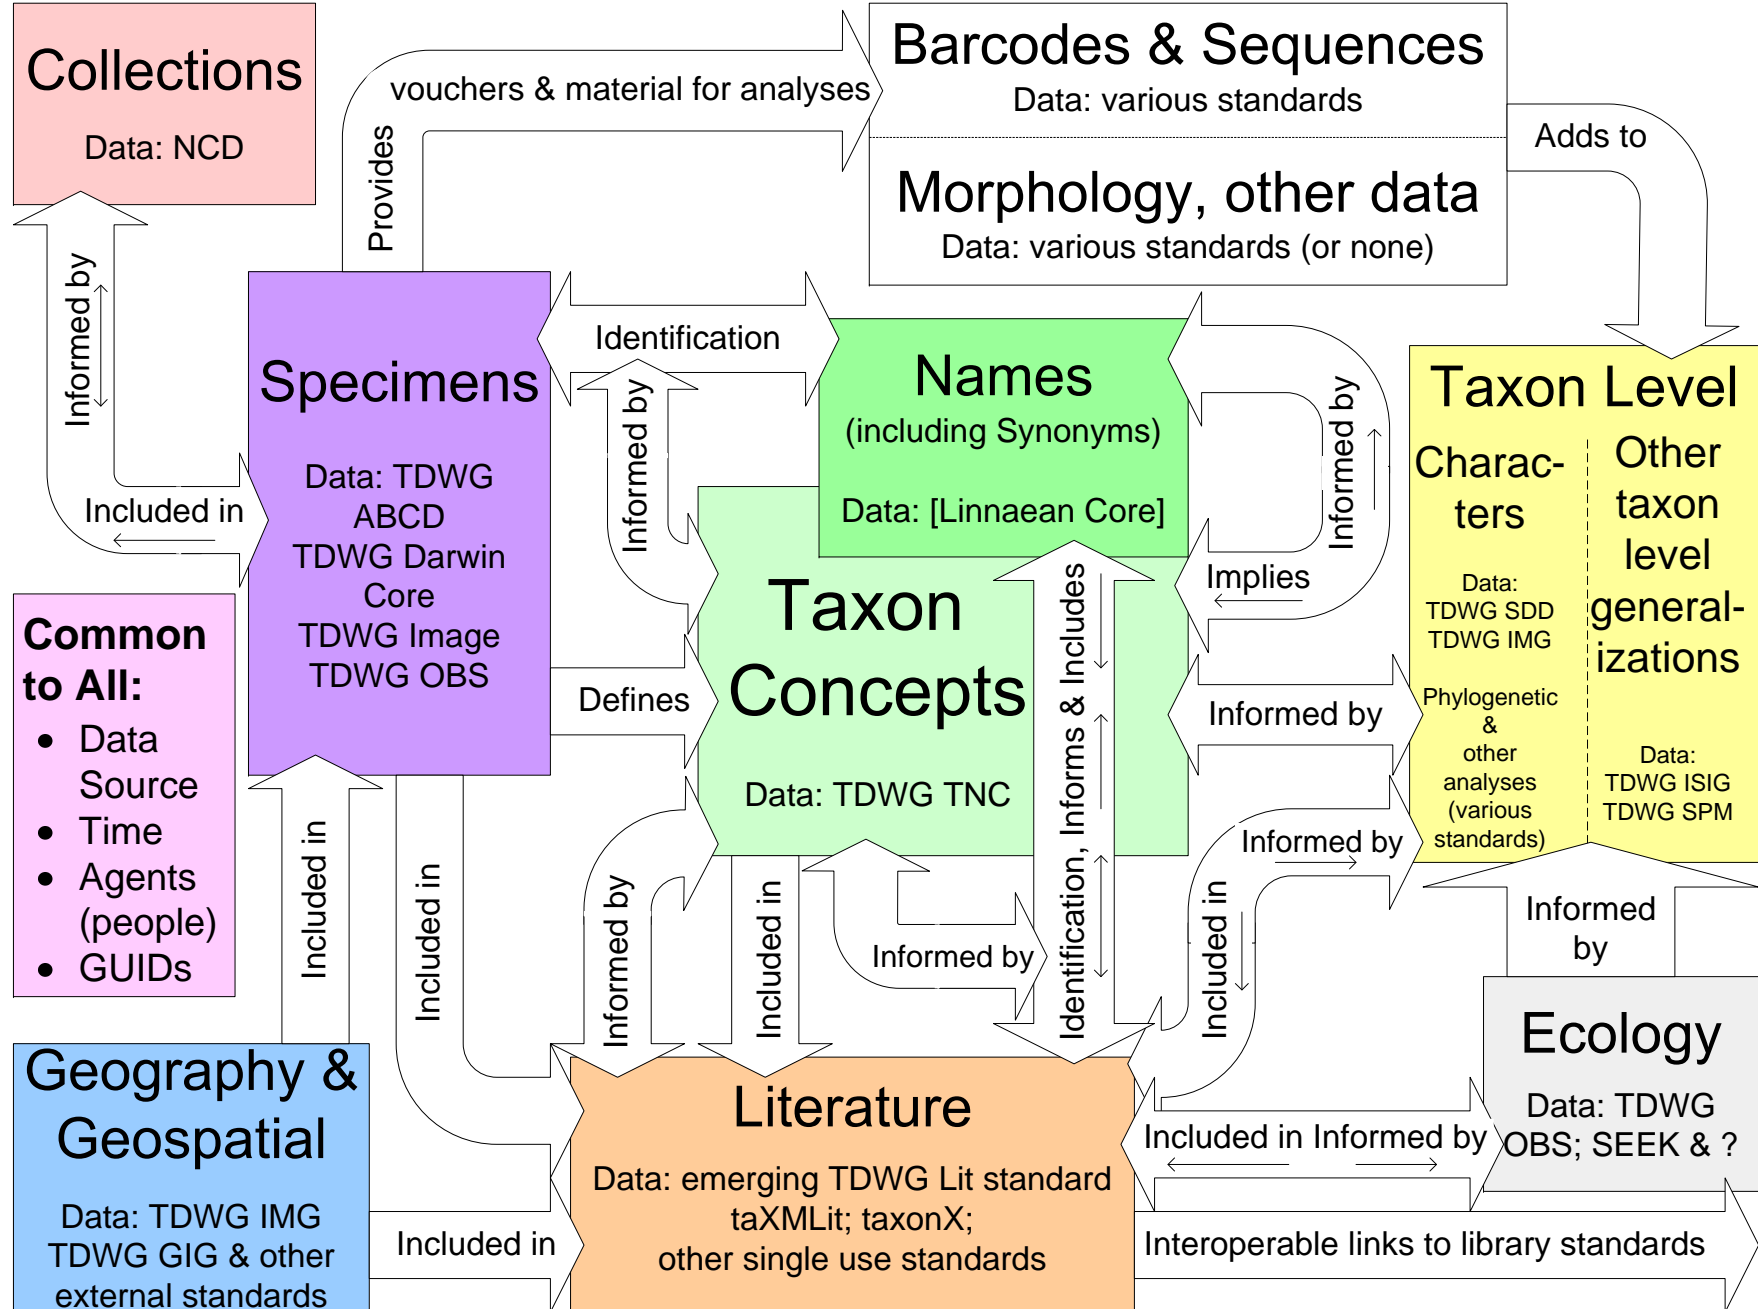 Collections
Data: NCD
vouchers & material for analyses
Provides
Barcodes & Sequences
Data: various standards
Morphology, other data
Data: various standards (or none)
Adds to
Informed by
Included in
Specimens
Data: TDWG
ABCD
TDWG Darwin
Core
TDWG Image
TDWG OBS
Identification
Informed by
Names
(including Synonyms)
Data: [Linnaean Core]
Informed by
Implies
Taxon Level
Charac-
ters
Data:
TDWG SDD
TDWG IMG
Phylogenetic
&
other
analyses
(various
standards)
Other
taxon
level
general-
izations
Data:
TDWG ISIG
TDWG SPM
Common
to All:
• Data
Source
• Time
• Agents
(people)
• GUIDs
Defines
Taxon
Concepts
Data: TDWG TNC
Identification, Informs & Includes
Informed by
Informed by
Included in
Included in
Included in
Informed by
Included in
Informed by
Informed
by
Ecology
Data: TDWG
OBS; SEEK & ?
Geography &
Geospatial
Data: TDWG IMG
TDWG GIG & other
external standards
Included in
Literature
Data: emerging TDWG Lit standard
taXMLit; taxonX;
other single use standards
Included in Informed by
Interoperable links to library standards